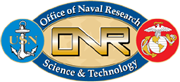 Office of Naval Research
ONR
Science & Technology